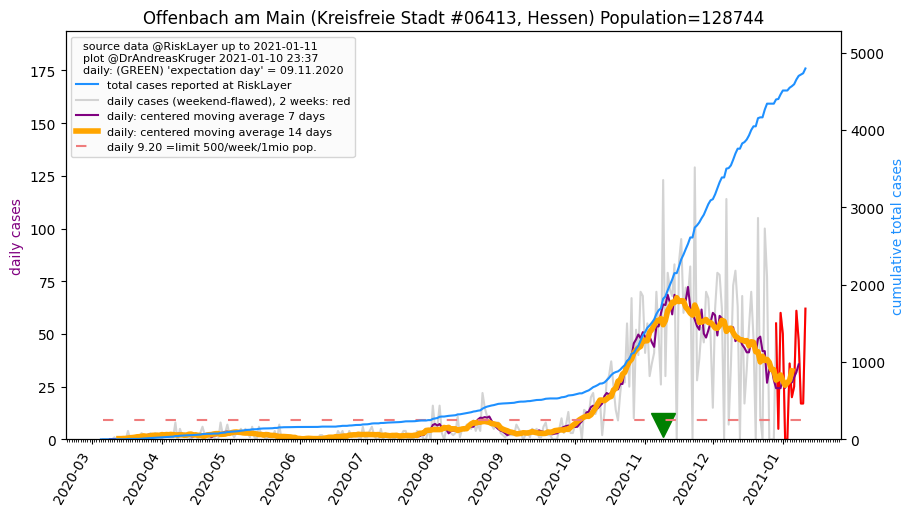 Offenbach am Main (Kreisfreie Stadt #06413, Hessen) Population=128744
source data @RiskLayer up to 2021-01-11
plot @DrAndreasKruger 2021-01-10 23:37
daily: (GREEN) 'expectation day' = 09.11.2020
total cases reported at RiskLayer
daily cases (weekend-flawed), 2 weeks: red
daily: centered moving average 7 days
daily: centered moving average 14 days
daily 9.20 =limit 500/week/1mio pop.
daily cases
175
150
125
100
75
50
25
0
cumulative total cases
5000
4000
3000
2000
1000
0
2020-03
2020-04
2020-05
2020-06
2020-07
2020-08
2020-09
2020-10
2020-11
2020-12
2021-01